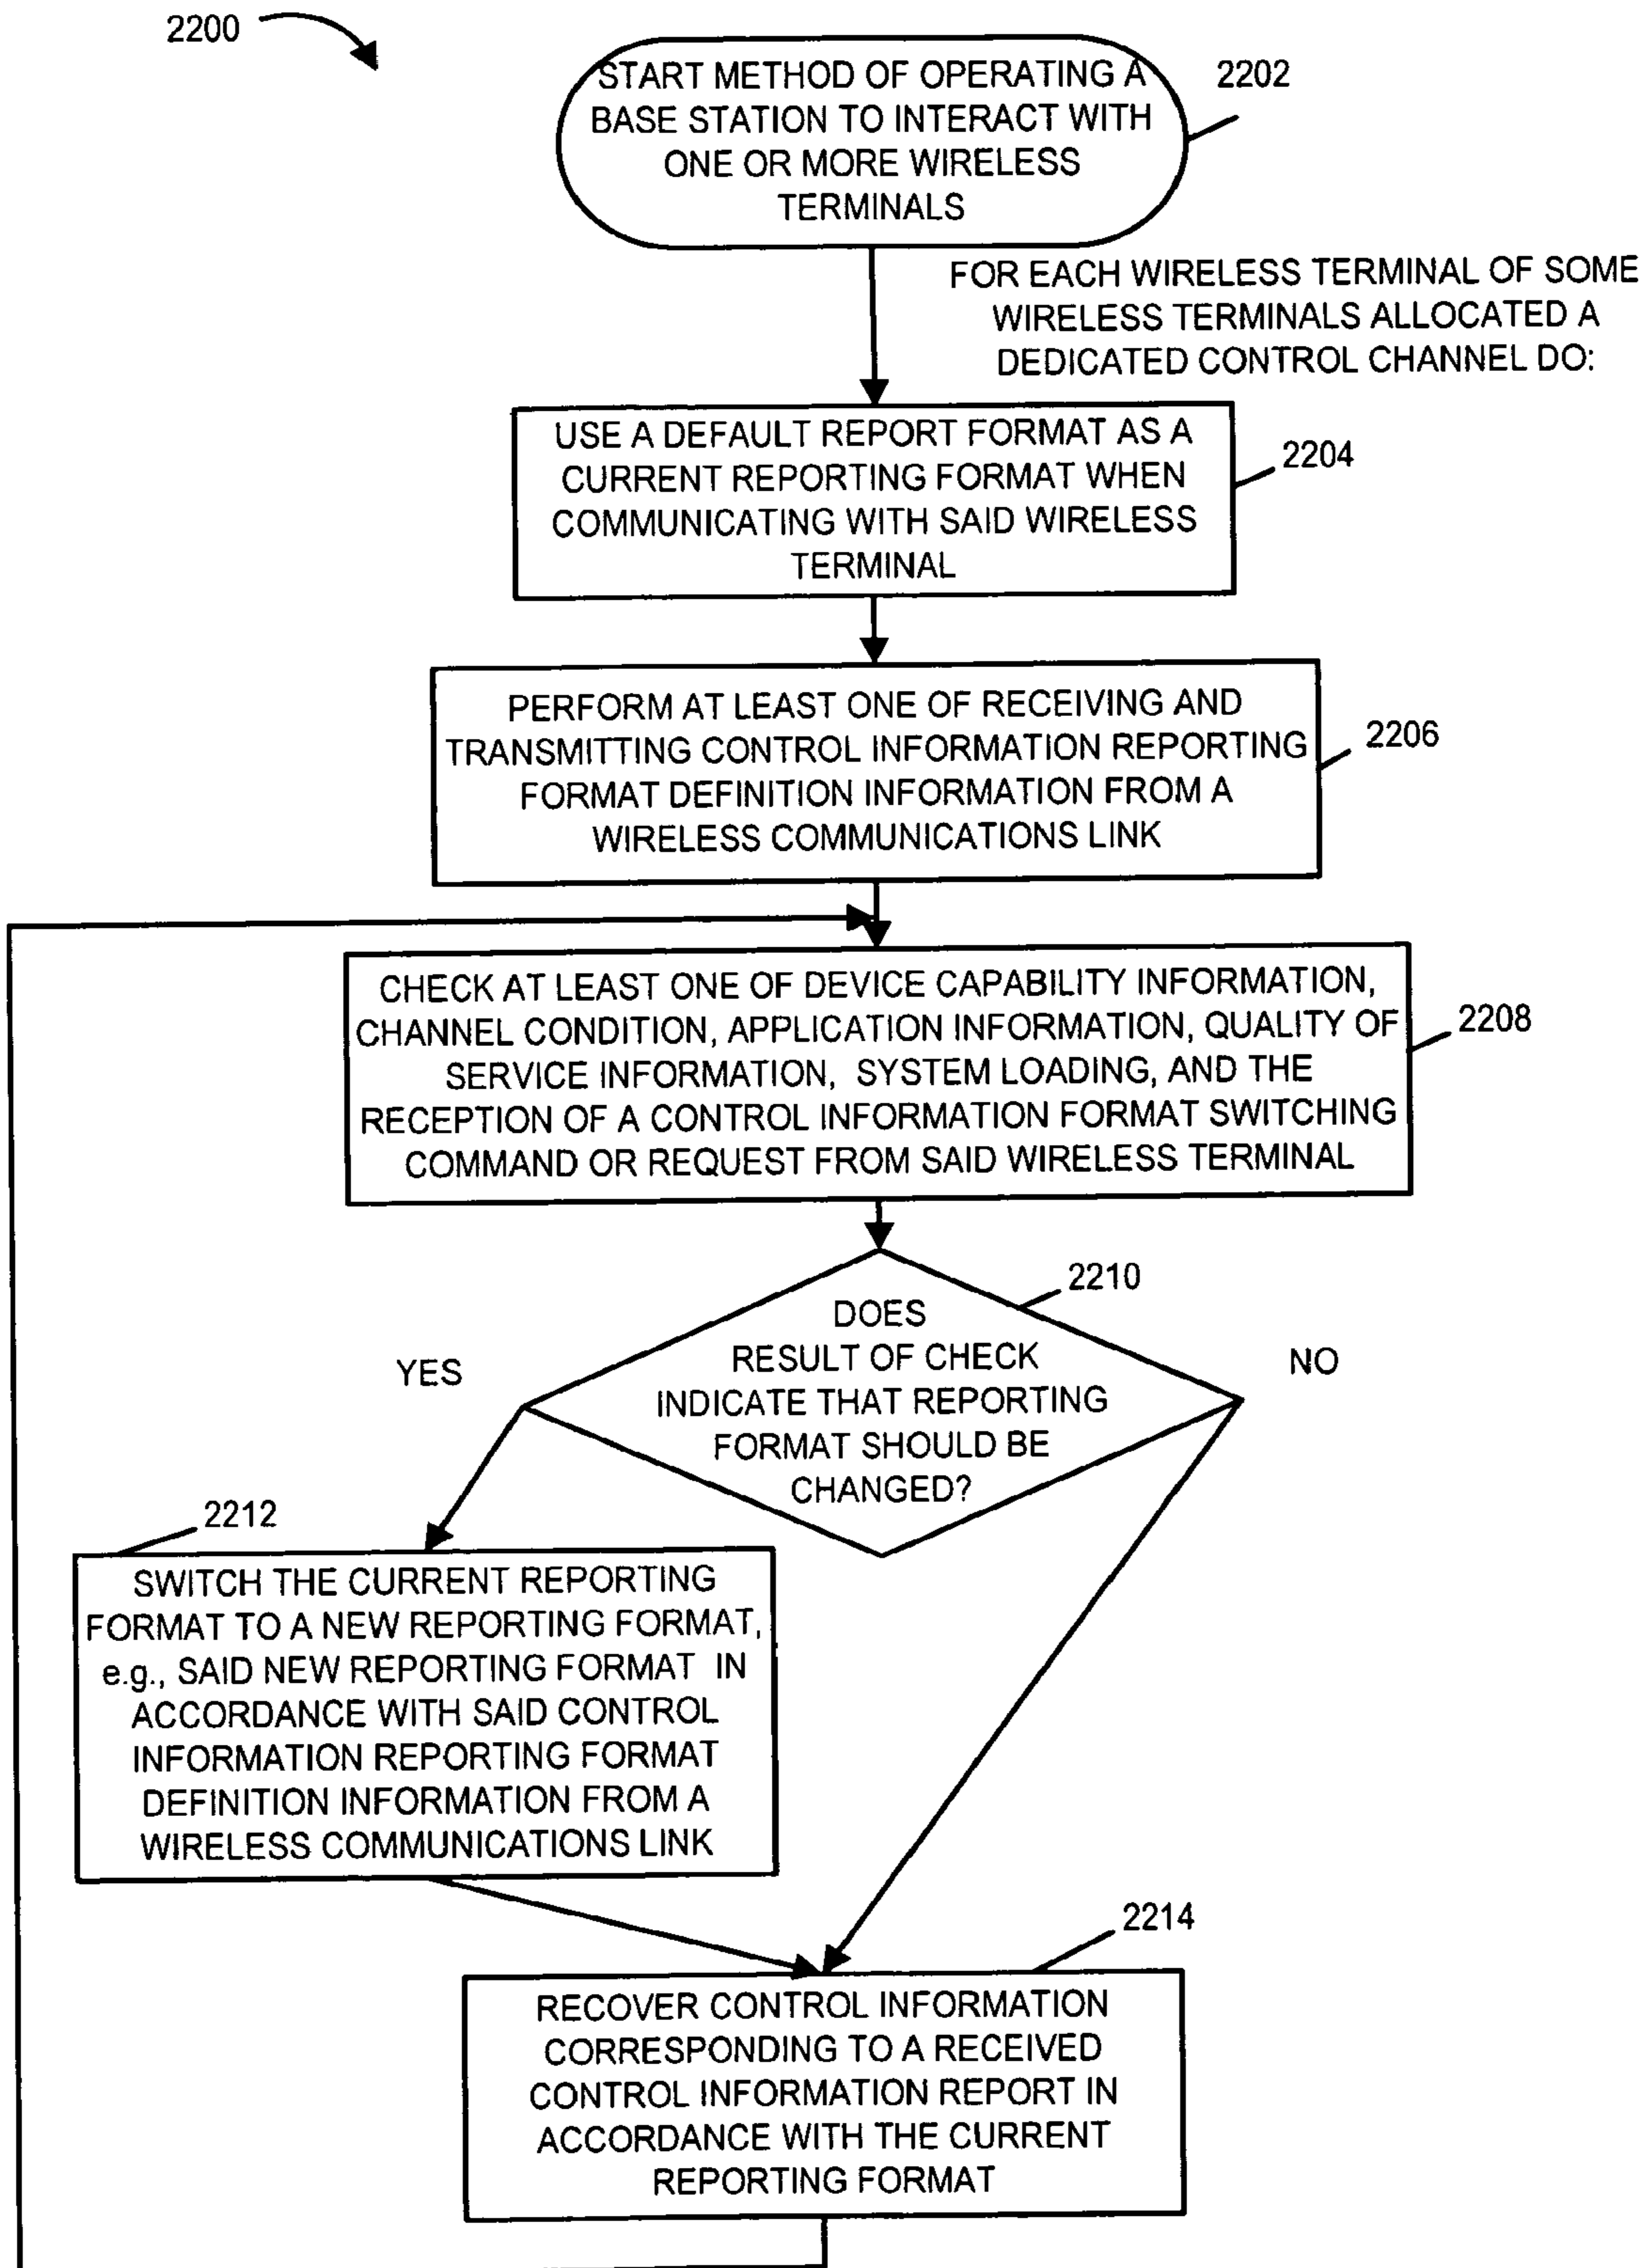 2200
START METHOD OF OPERATING A
BASE STATION TO INTERACT WITH
ONE OR MORE WIRELESS
TERMINALS
2202
FOR EACH WIRELESS TERMINAL OF SOME
WIRELESS TERMINALS ALLOCATED A
DEDICATED CONTROL CHANNEL DO:
USE A DEFAULT REPORT FORMAT AS A
CURRENT REPORTING FORMAT WHEN
COMMUNICATING WITH SAID WIRELESS
TERMINAL
2204
PERFORM AT LEAST ONE OF RECEIVING AND
TRANSMITTING CONTROL INFORMATION REPORTING
FORMAT DEFINITION INFORMATION FROM A
WIRELESS COMMUNICATIONS LINK
2206
CHECK AT LEAST ONE OF DEVICE CAPABILITY INFORMATION,
CHANNEL CONDITION, APPLICATION INFORMATION, QUALITY OF
SERVICE INFORMATION, SYSTEM LOADING, AND THE
RECEPTION OF A CONTROL INFORMATION FORMAT SWITCHING
COMMAND OR REQUEST FROM SAID WIRELESS TERMINAL
2208
2210
DOES
RESULT OF CHECK
INDICATE THAT REPORTING
FORMAT SHOULD BE
CHANGED?
YES
NO
2212
SWITCH THE CURRENT REPORTING
FORMAT TO A NEW REPORTING FORMAT,
e.g., SAID NEW REPORTING FORMAT IN
ACCORDANCE WITH SAID CONTROL
INFORMATION REPORTING FORMAT
DEFINITION INFORMATION FROM A
WIRELESS COMMUNICATIONS LINK
2214
RECOVER CONTROL INFORMATION
CORRESPONDING TO A RECEIVED
CONTROL INFORMATION REPORT IN
ACCORDANCE WITH THE CURRENT
REPORTING FORMAT